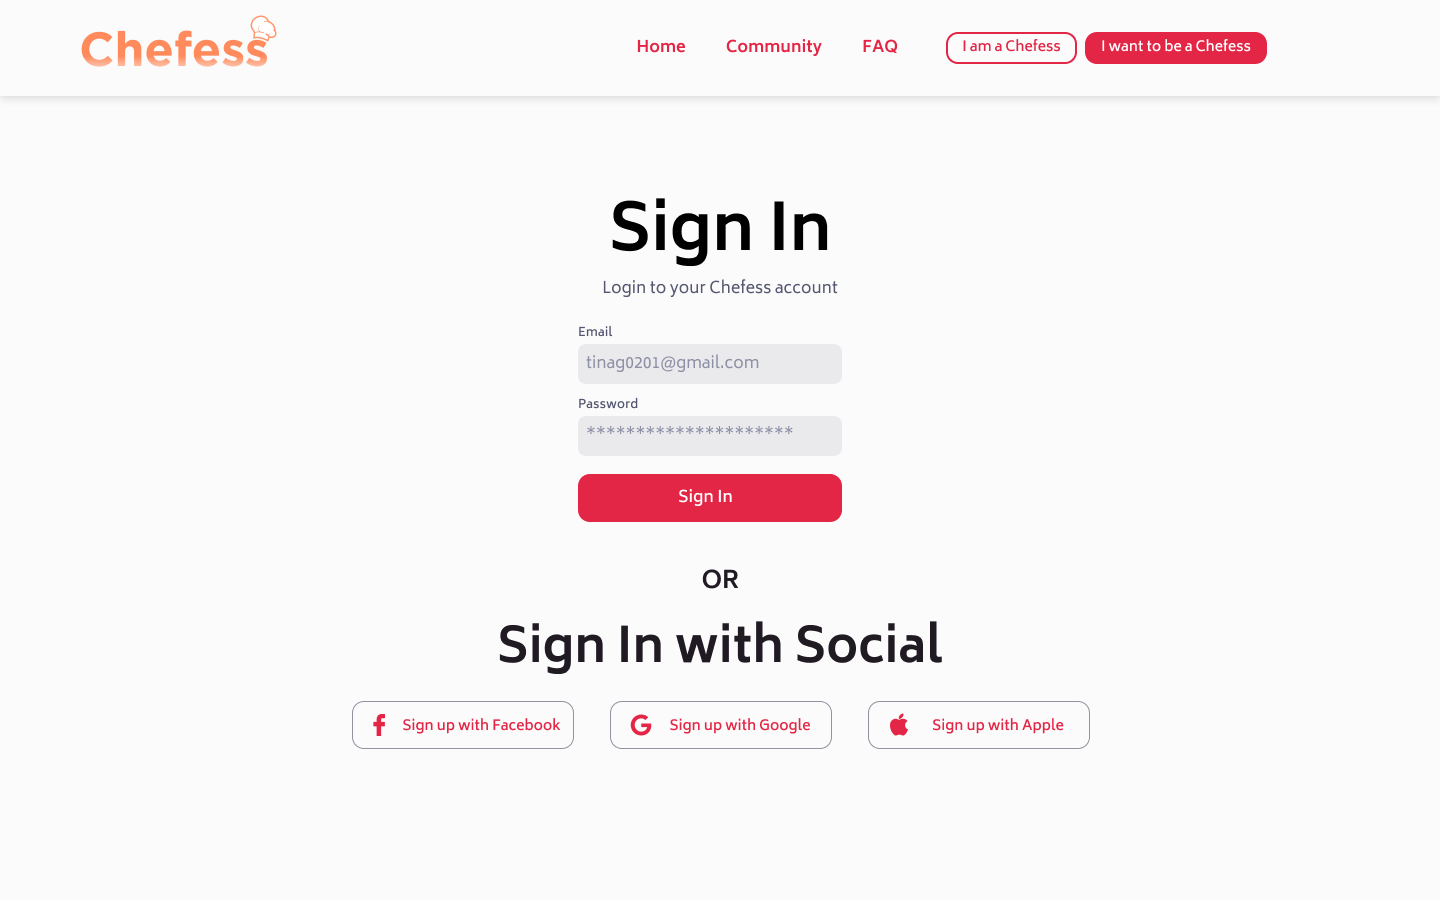 Chefess
Home
Community
FAQ
I am a Chefess
I want to be a Chefess
Sign In
Login to your Chefess account
Email
tinag0201@gmail.com
Password
*********************
Sign In
OR
Sign In with Social
Sign up with Facebook
Sign up with Google
Sign up with Apple